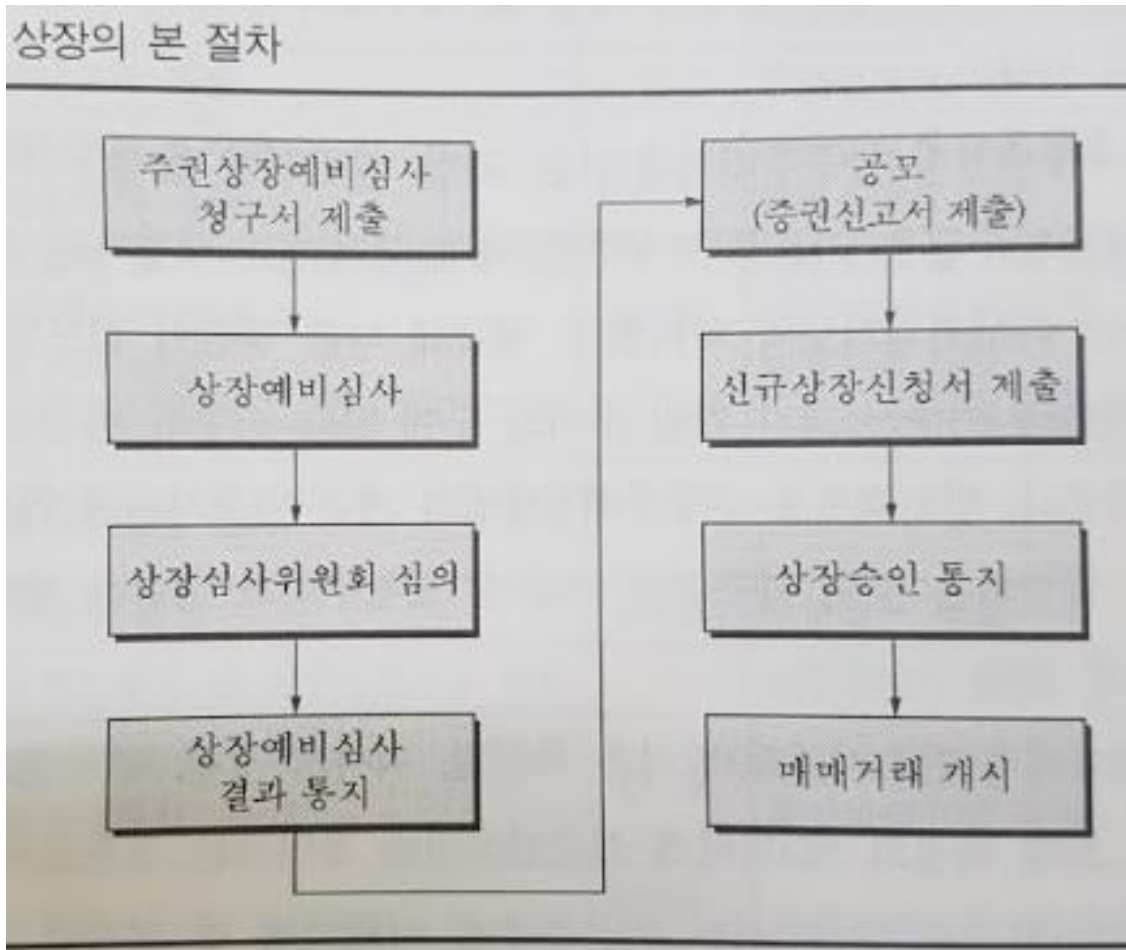 상장의 본 절차
주권상장예비심사
청구서 제출
상장예비심사
상장심사위원회 심의
상장예비심사
결과 통지
공모
(증권신고서 제출)
신규상장신청서 제출
상장승인 통지
매매거래 개시